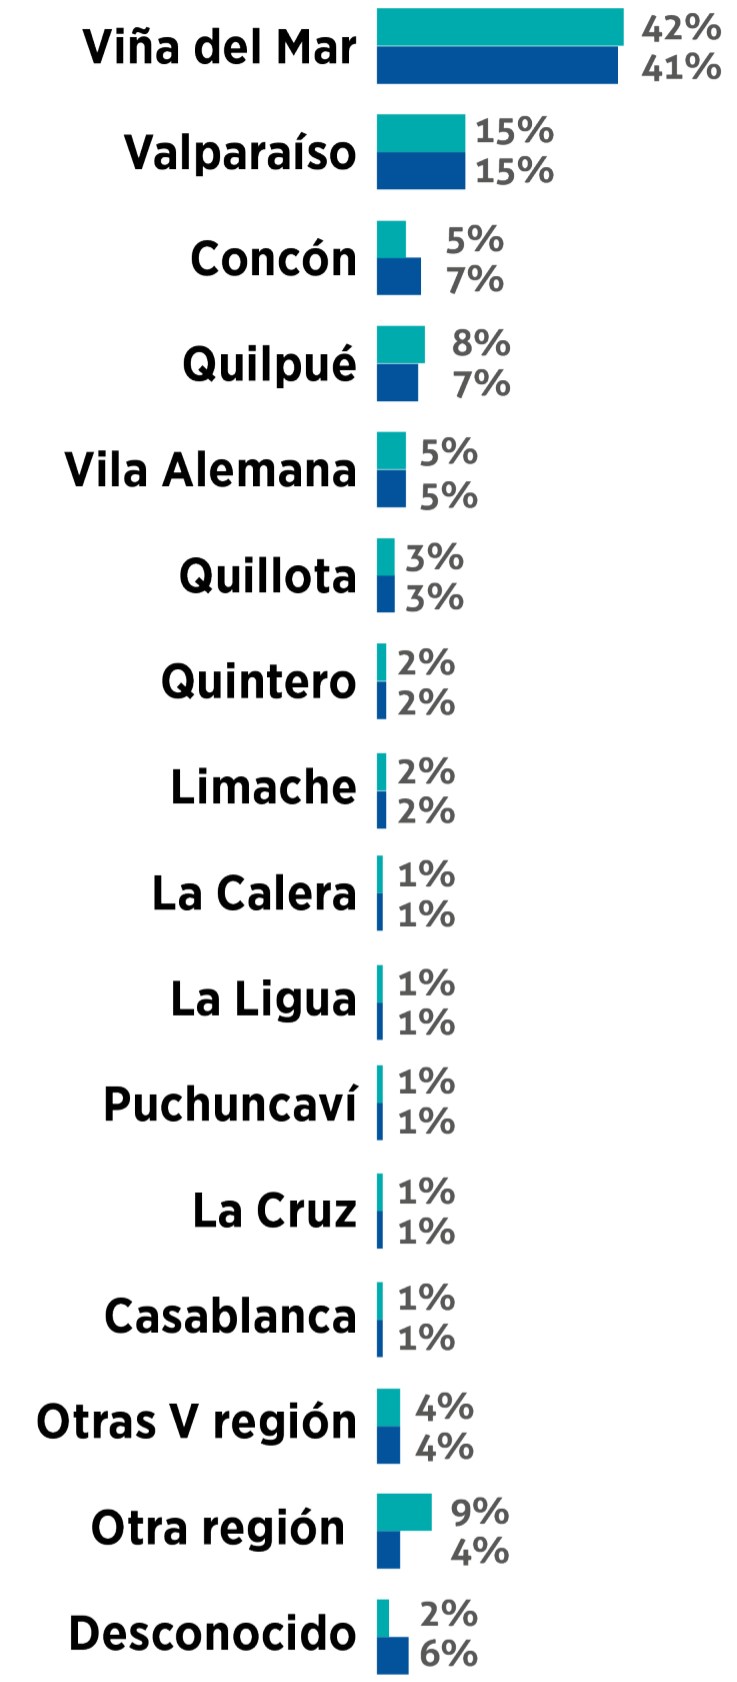 Viña del Mar
42%
41%
Valparaíso
15%
15%
Concón
5%
7%
Quilpué
8%
7%
Vila Alemana
5%
5%
Quillota
3%
3%
Quintero
2%
2%
Limache
2%
2%
La Calera
1%
1%
La Ligua
1%
1%
Puchuncaví
1%
1%
La Cruz
1%
1%
Casablanca
1%
1%
Otras V región
4%
4%
Otra región
9%
4%
Desconocido
2%
6%